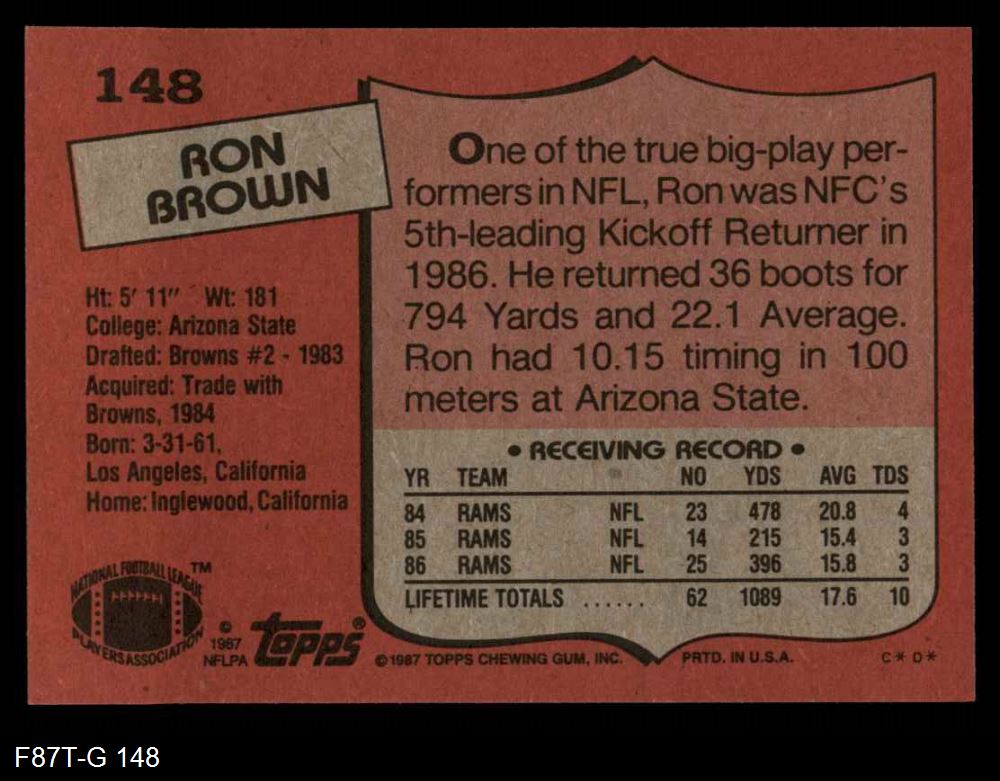 148
RON
BROWN
Ht: 5' 11" Wt: 181
College: Arizona State
Drafted: Browns #2 - 1983
Acquired: Trade with
Browns, 1984
Born: 3-31-61,
Los Angeles, California
Home: Inglewood, California
One of the true big-play per-
formers in NFL, Ron was NFC's
5th-leading Kickoff Returner in
1986. He returned 36 boots for
794 Yards and 22.1 Average.
Ron had 10.15 timing in 100
meters at Arizona State.
• RECEIVING RECORD •
YR TEAM NO YDS AVG TDS
84 RAMS NFL 23 478 20.8 4
85 RAMS NFL 14 215 15.4 3
86 RAMS NFL 25 396 15.8 3
LIFETIME TOTALS ...... 62 1089 17.6 10
NATIONAL FOOTBALL LEAGUE TM
PLAYERS ASSOCIATION
© 1987
NFLPA
topps®
© 1987 TOPPS CHEWING GUM, INC. PRTD. IN U.S.A. C * D *
F87T-G 148